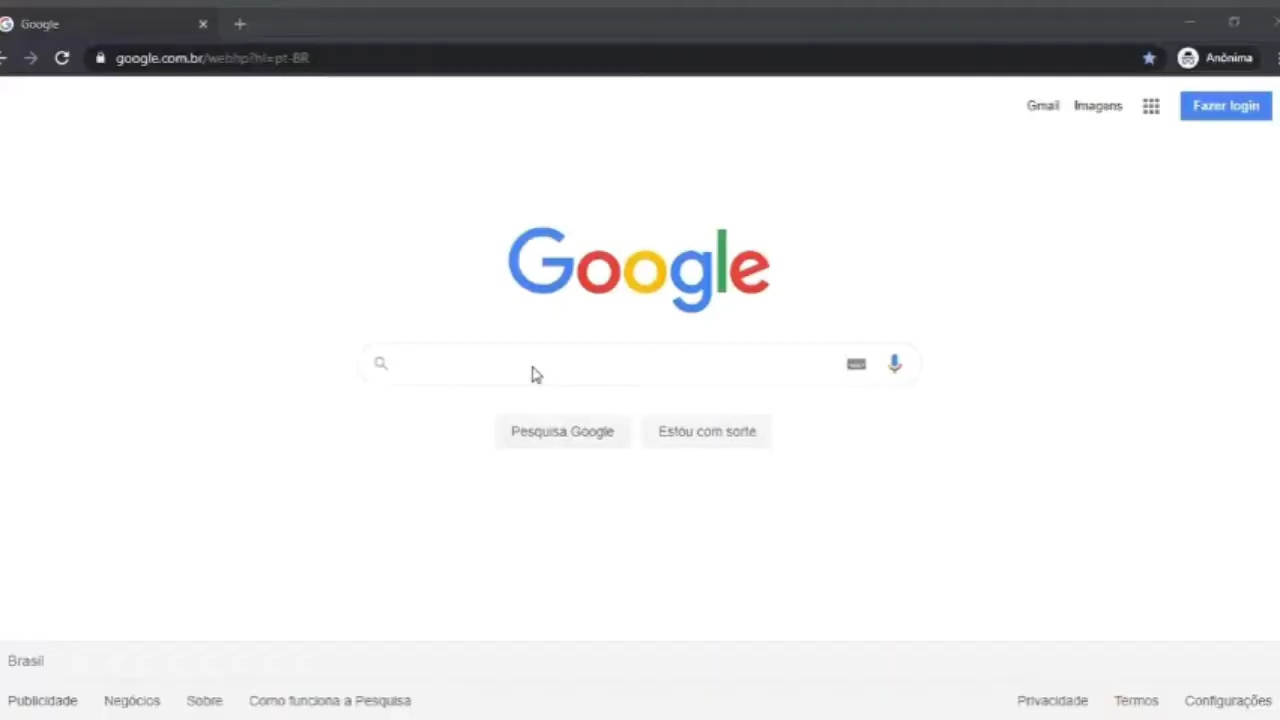 Google
google.com.br/webhp?hl=pt-BR
Anônima
Gmail Imagens
Fazer login
Google
Pesquisa Google Estou com sorte
Brasil
Publicidade Negócios Sobre Como funciona a Pesquisa Privacidade Termos Configurações